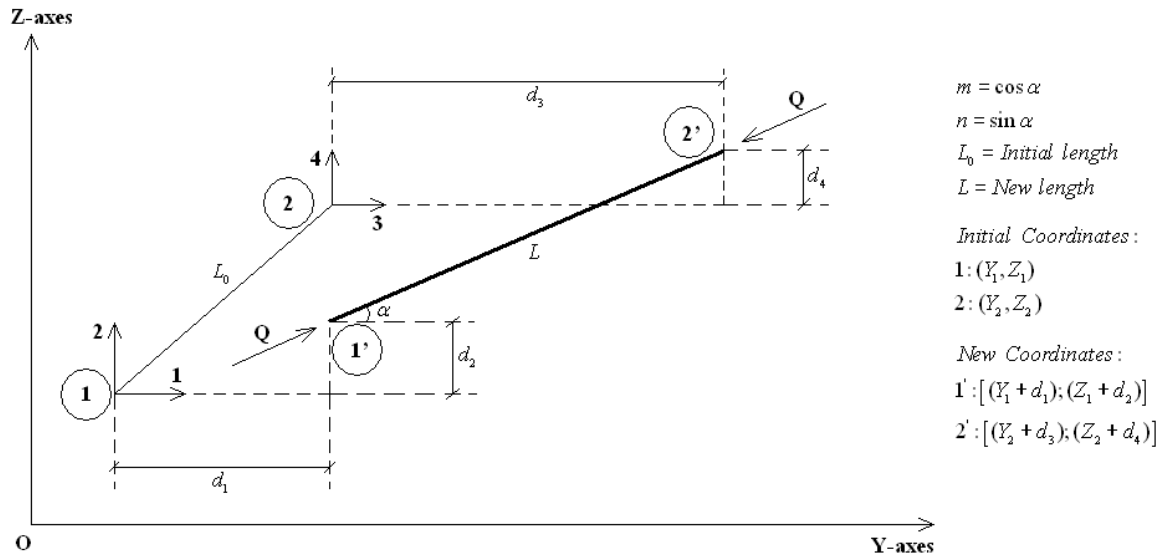 Z-axes
d₃
Q
2’
4
d₄
2
3
L₀
L
α
2
Q
1’
d₂
1
1
d₁
O
Y-axes
m = cos α
n = sin α
L₀ = Initial length
L = New length
Initial Coordinates :
1 : (Y₁, Z₁)
2 : (Y₂, Z₂)
New Coordinates :
1' : [(Y₁ + d₁);(Z₁ + d₂)]
2' : [(Y₂ + d₃);(Z₂ + d₄)]